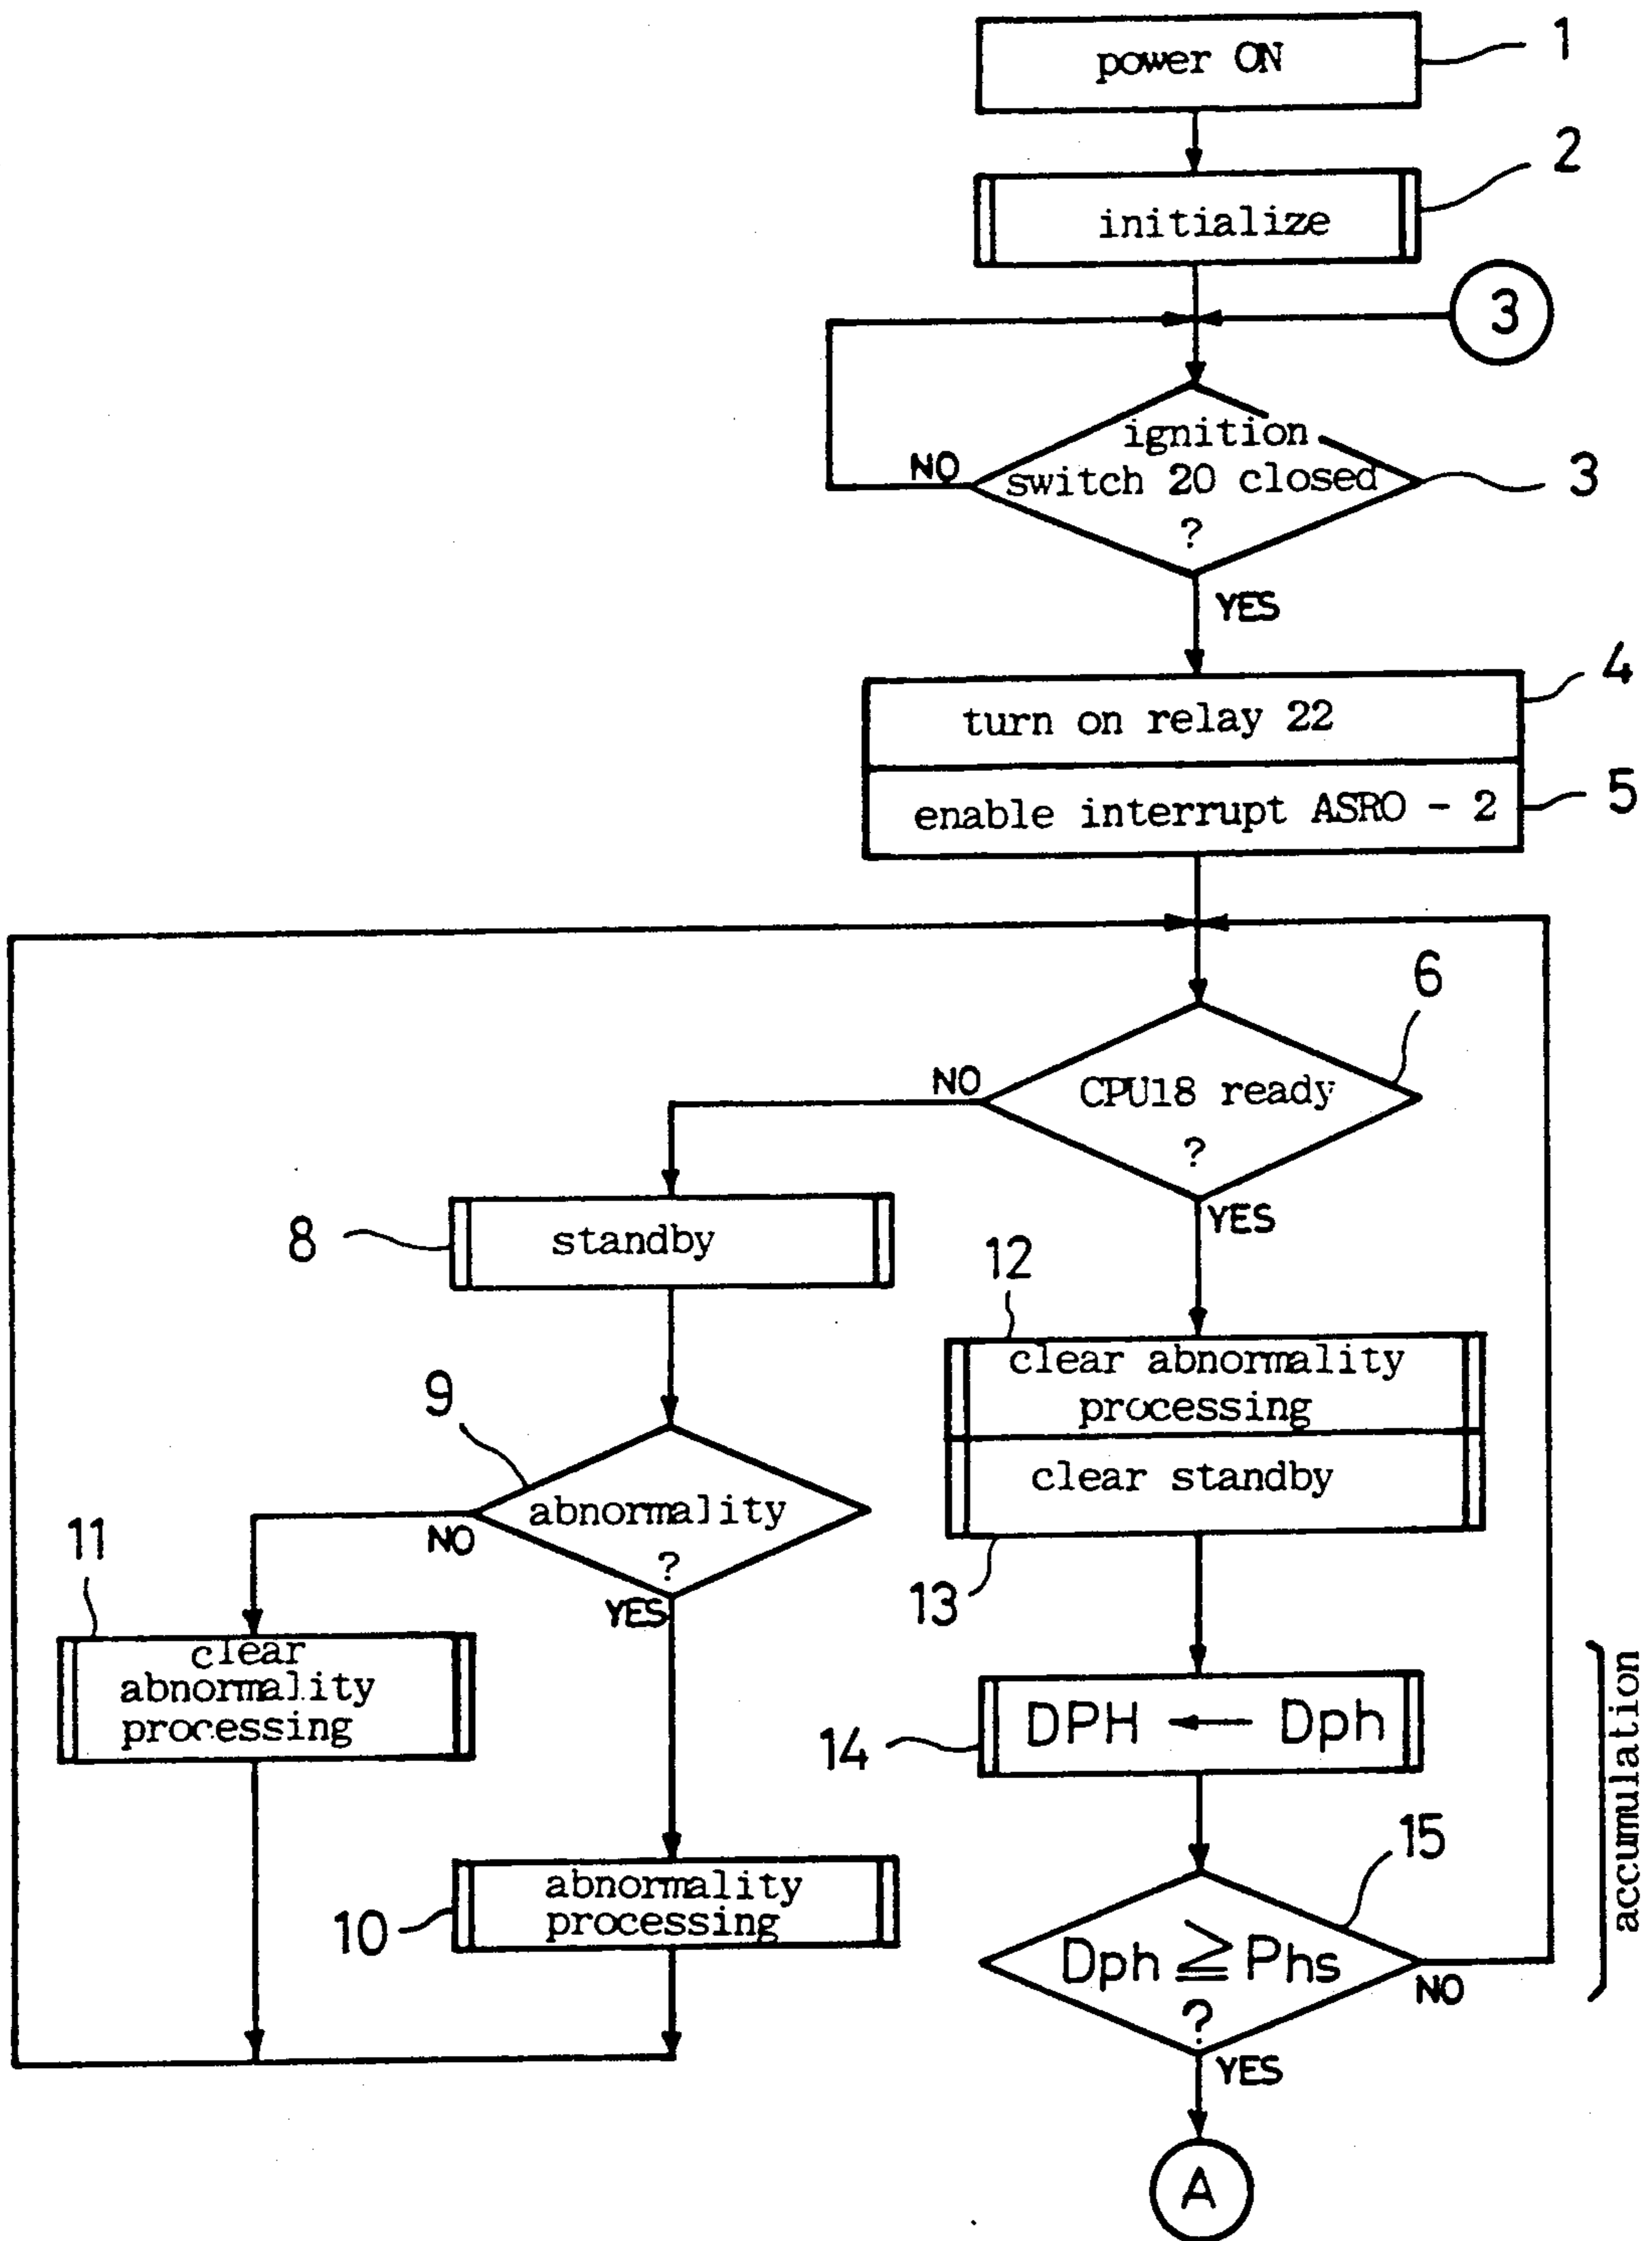 power ON
1
initialize
2
3
ignition
switch 20 closed
?
NO
3
YES
turn on relay 22
4
enable interrupt ASRO - 2
5
6
CPU18 ready
?
NO
YES
8
standby
12
clear abnormality
processing
clear standby
13
9
abnormality
?
NO
YES
11
clear
abnormality
processing
14
DPH ← Dph
15
10
abnormality
processing
Dph ≧ Phs
?
NO
YES
accumulation
A